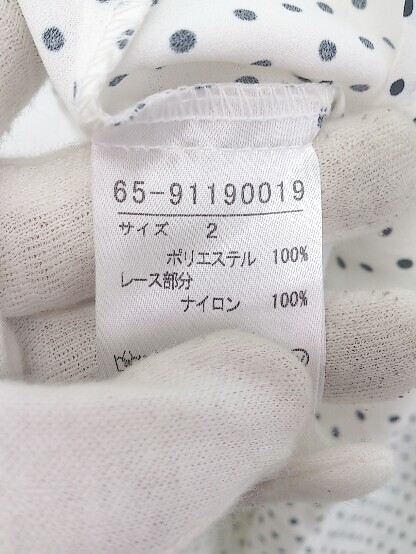 65-91190019
サイズ 2
ポリエステル 100%
レース部分
ナイロン 100%